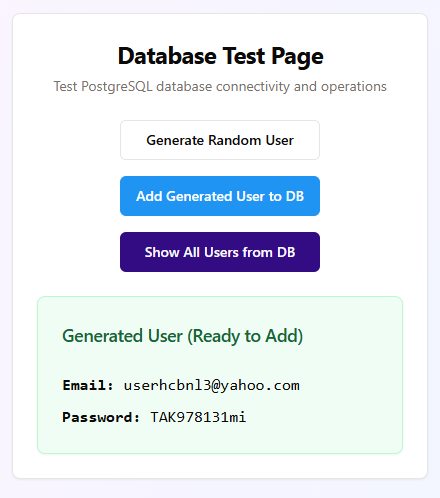 Database Test Page
Test PostgreSQL database connectivity and operations
Generate Random User
Add Generated User to DB
Show All Users from DB
Generated User (Ready to Add)
Email: userhcbnl3@yahoo.com
Password: TAK978131mi